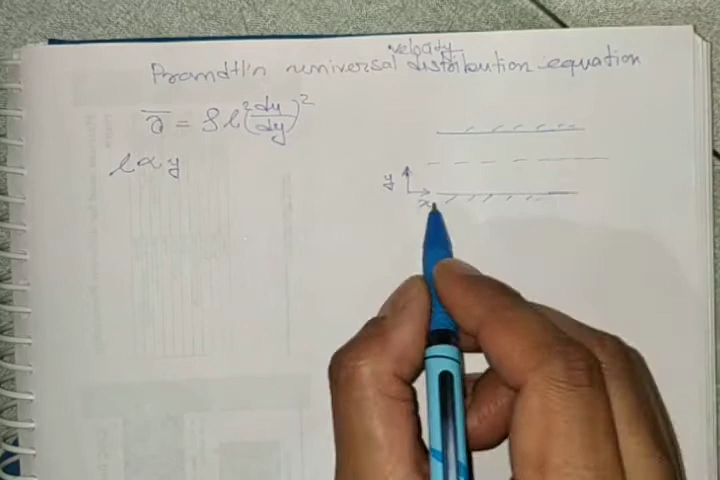 Prandtl'n universal velocity distribution equation
τ̄ = ρl²(du/dy)²
l ∝ y
y
x